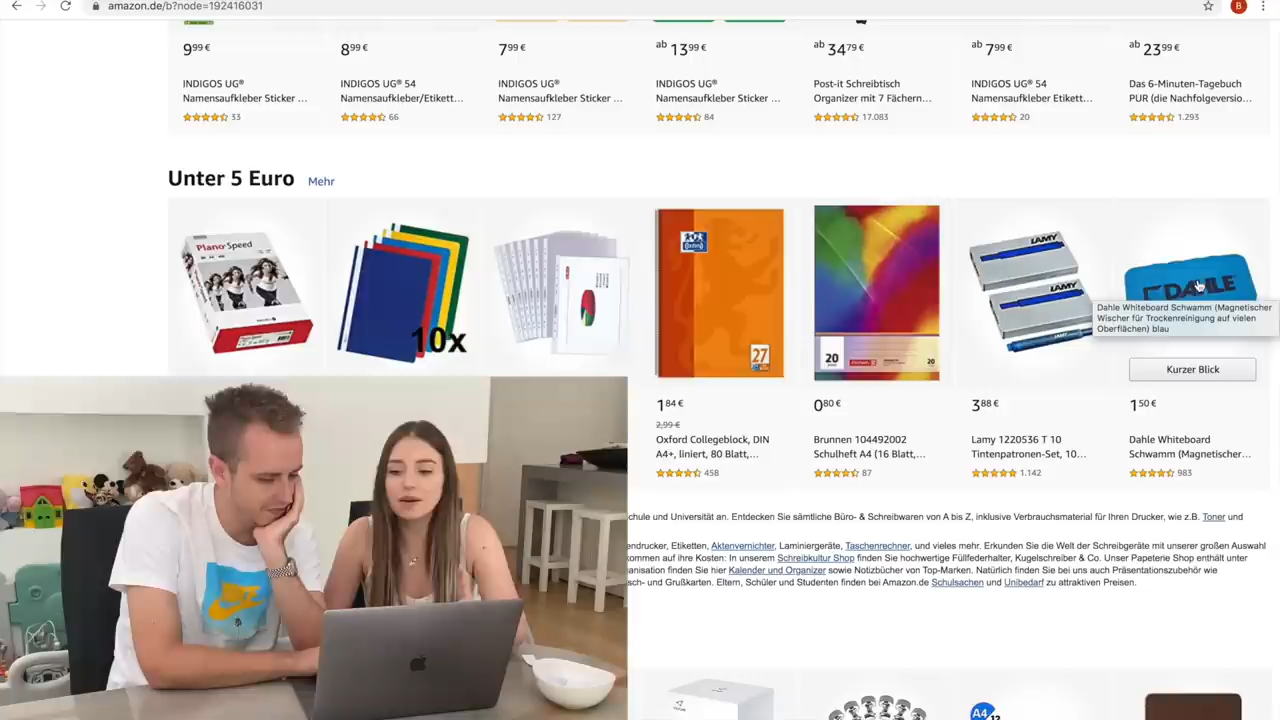 amazon.de/b?node=192416031
B
9,99 €
8,99 €
7,99 €
ab 13,99 €
ab 34,79 €
ab 7,99 €
ab 23,99 €
INDIGOS UG®
Namensaufkleber Sticker ...
33
INDIGOS UG® 54
Namensaufkleber/Etikett...
66
INDIGOS UG®
Namensaufkleber Sticker ...
127
INDIGOS UG®
Namensaufkleber Sticker ...
84
Post-it Schreibtisch
Organizer mit 7 Fächern...
17.083
INDIGOS UG® 54
Namensaufkleber Etikett...
20
Das 6-Minuten-Tagebuch
PUR (die Nachfolgeversio...
1.293
Unter 5 Euro Mehr
Plano Speed
10x
Oxford
27
20
20
LAMY
LAMY
DAHLE
Dahle Whiteboard Schwamm (Magnetischer
Wischer für Trockenreinigung auf vielen
Oberflächen) blau
Kurzer Blick
1,84 €
2,99 €
Oxford Collegeblock, DIN
A4+, liniert, 80 Blatt,...
458
0,80 €
Brunnen 104492002
Schulheft A4 (16 Blatt,...
87
3,88 €
Lamy 1220536 T 10
Tintenpatronen-Set, 10...
1.142
1,50 €
Dahle Whiteboard
Schwamm (Magnetischer...
983
chule und Universität an. Entdecken Sie sämtliche Büro- & Schreibwaren von A bis Z, inklusive Verbrauchsmaterial für Ihren Drucker, wie z.B. Toner und
endrucker, Etiketten, Aktenvernichter, Laminiergeräte, Taschenrechner, und vieles mehr. Erkunden Sie die Welt der Schreibgeräte mit unserer großen Auswahl
kommen auf ihre Kosten: In unserem Schreibkultur Shop finden Sie hochwertige Füllfederhalter, Kugelschreiber & Co. Unser Papeterie Shop enthält unter
anisation finden Sie hier Kalender und Organizer sowie Notizbücher von Top-Marken. Natürlich finden Sie bei uns auch Präsentationszubehör wie
sch- und Grußkarten. Eltern, Schüler und Studenten finden bei Amazon.de Schulsachen und Unibedarf zu attraktiven Preisen.
A4